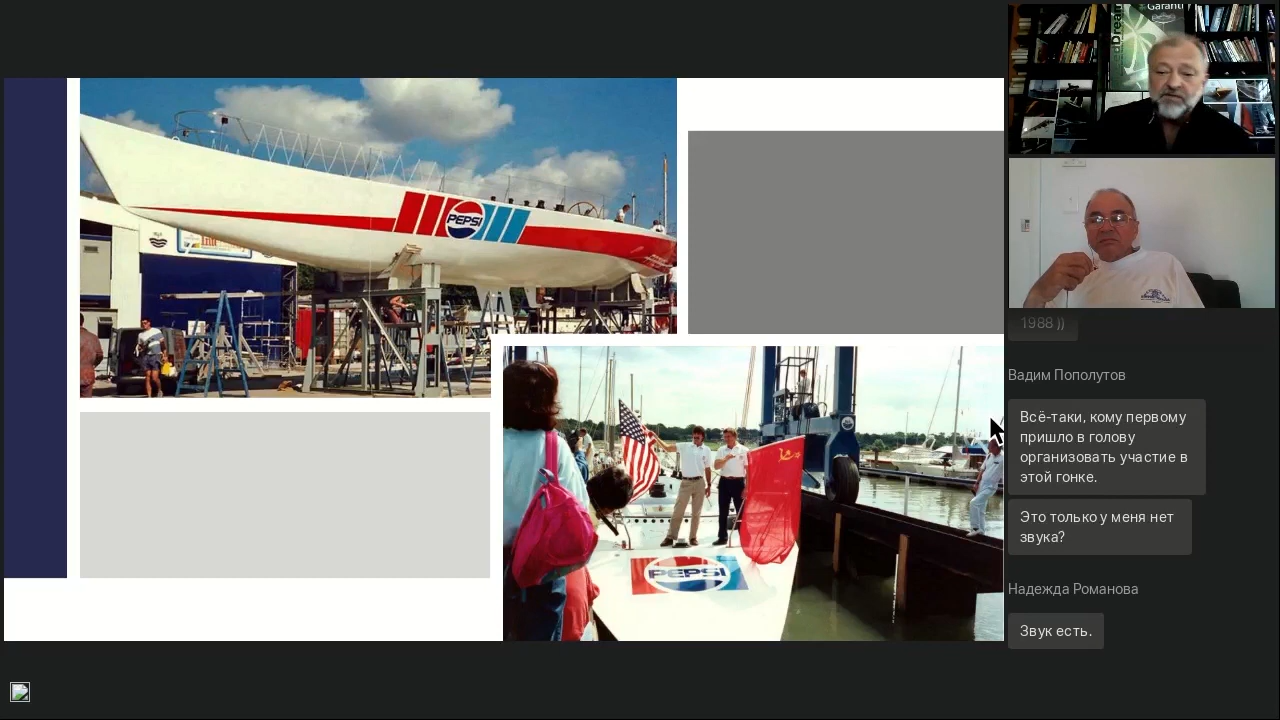 PEPSI
PEPSI
Garanti
1988 ))
Вадим Пополутов
Всё-таки, кому первому
пришло в голову
организовать участие в
этой гонке.
Это только у меня нет
звука?
Надежда Романова
Звук есть.